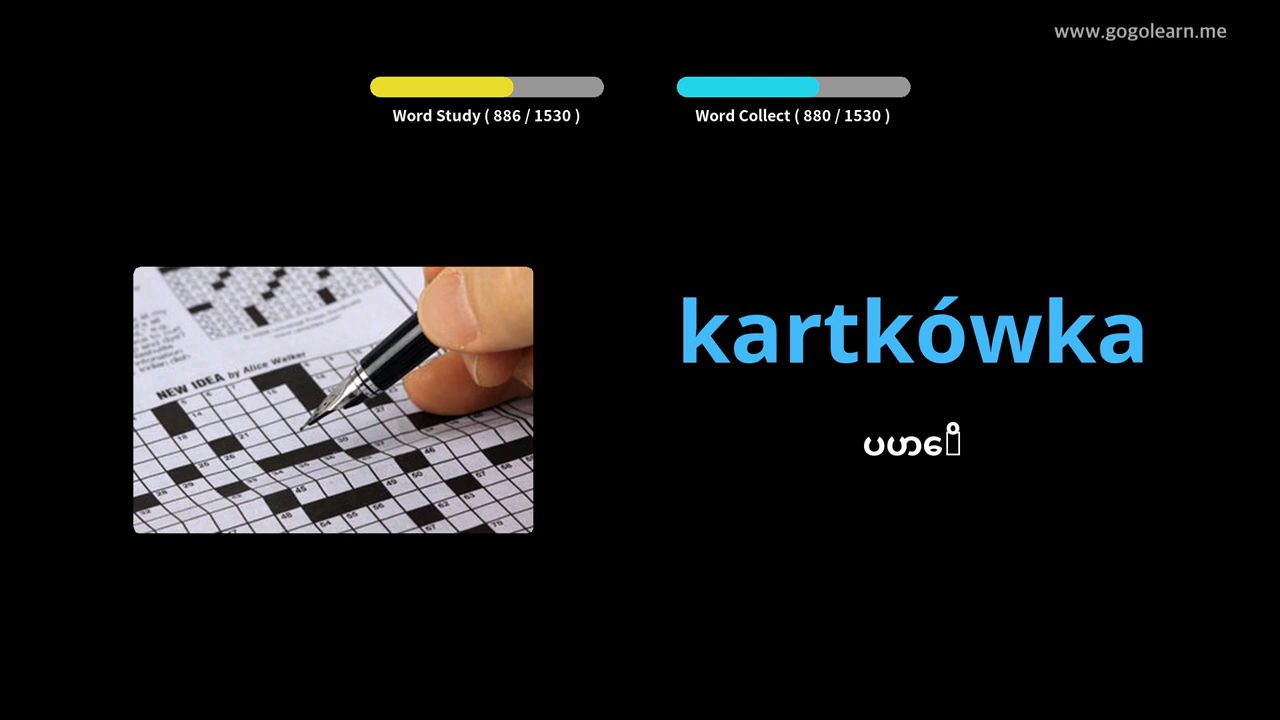 www.gogolearn.me
Word Study ( 886 / 1530 )
Word Collect ( 880 / 1530 )
NEW IDEA by Alice Walker
kartkówka
ပဟေဠိ